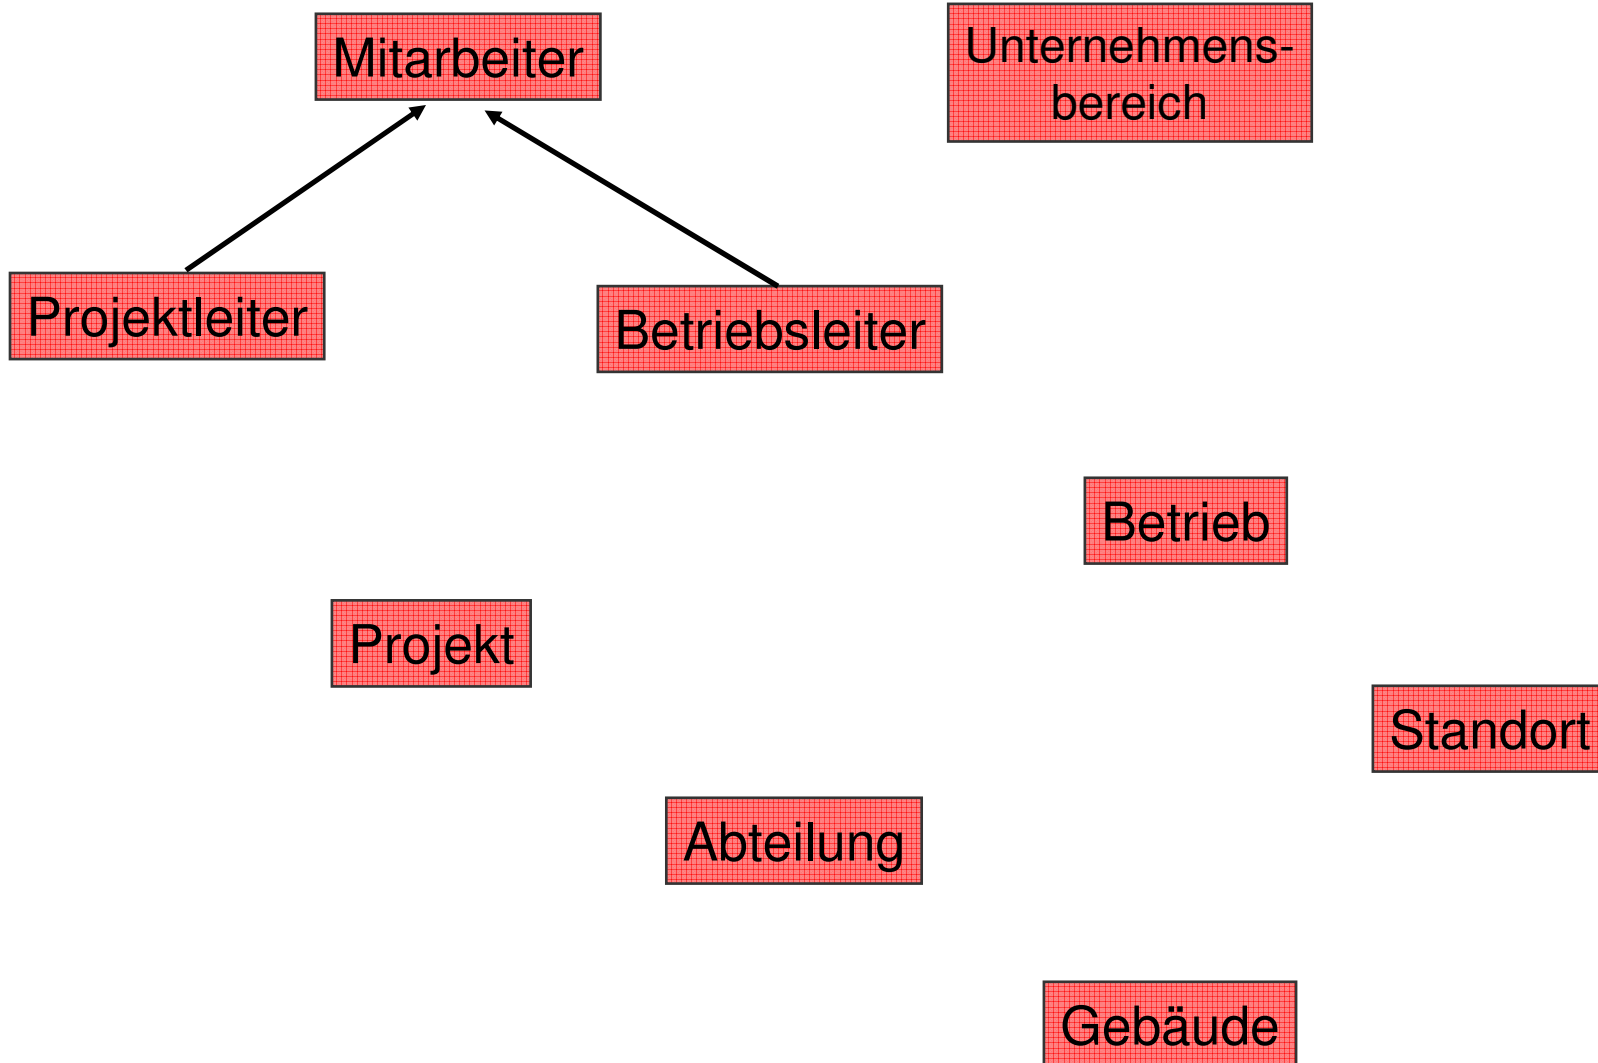 Mitarbeiter
Unternehmens-
bereich
Projektleiter
Betriebsleiter
Betrieb
Projekt
Standort
Abteilung
Gebäude